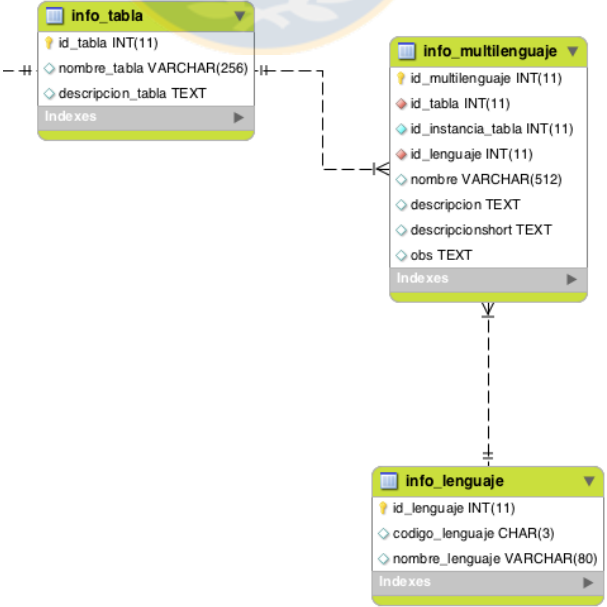 info_tabla
id_tabla INT(11)
nombre_tabla VARCHAR(256)
descripcion_tabla TEXT
Indexes
info_multilenguaje
id_multilenguaje INT(11)
id_tabla INT(11)
id_instancia_tabla INT(11)
id_lenguaje INT(11)
nombre VARCHAR(512)
descripcion TEXT
descripcionshort TEXT
obs TEXT
Indexes
info_lenguaje
id_lenguaje INT(11)
codigo_lenguaje CHAR(3)
nombre_lenguaje VARCHAR(80)
Indexes